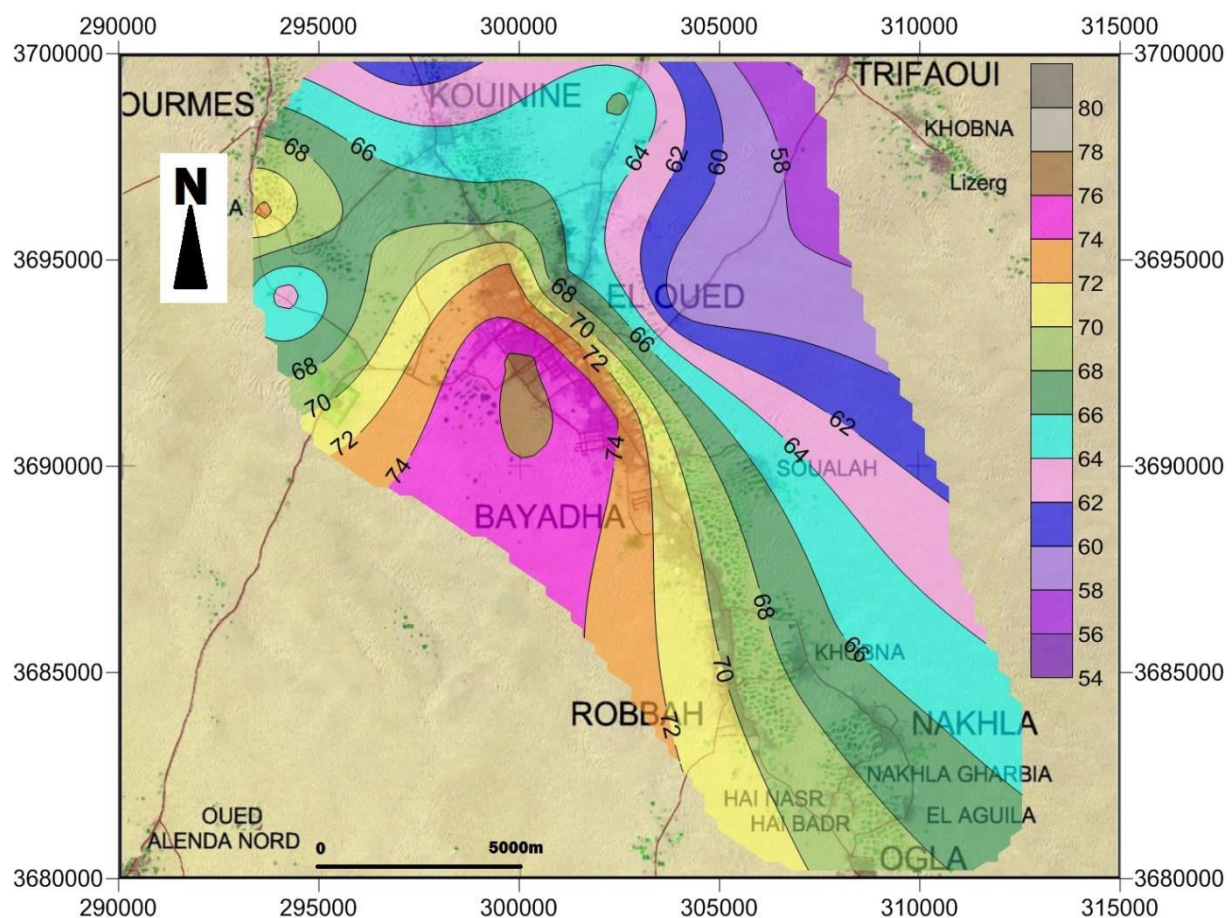 290000 295000 300000 305000 310000 315000
3700000 3700000
TRIFAOUI
80
OURMES
KOUININE
KHOBNA
78
68 66 64 62 60 58
Lizerg
76
N
A
74
3695000 3695000
72
68 EL OUED
70 66
70
72
68
68
70
66
62
72
64
74 74
64
3690000 SOUALAH 3690000
62
BAYADHA
60
58
68
56
66
KHOBNA
70
54
3685000 3685000
ROBBAH
72
NAKHLA
NAKHLA GHARBIA
HAI NASR
EL AGUILA
HAI BADR
OUED
ALENDA NORD
0 5000m
OGLA
3680000 3680000
290000 295000 300000 305000 310000 315000